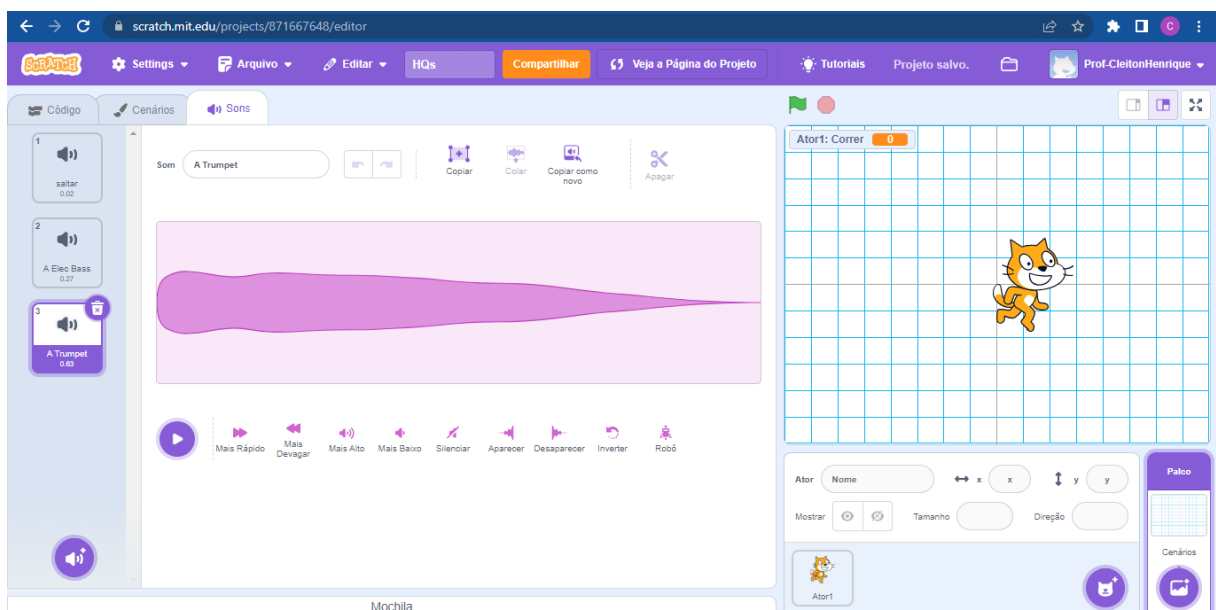 scratch.mit.edu/projects/871667648/editor
C
SCRATCH Settings Arquivo Editar HQs Compartilhar Veja a Página do Projeto Tutoriais Projeto salvo. Prof-CleitonHenrique
Código Cenários Sons
1
saltar
0.02
2
A Elec Bass
0.27
3
A Trumpet
0.63
Som A Trumpet
Copiar Colar Copiar como novo Apagar
Mais Rápido Mais Devagar Mais Alto Mais Baixo Silenciar Aparecer Desaparecer Inverter Robô
Mochila
Ator1: Correr 0
Ator Nome x x y y
Mostrar Tamanho Direção
Ator1
Palco
Cenários